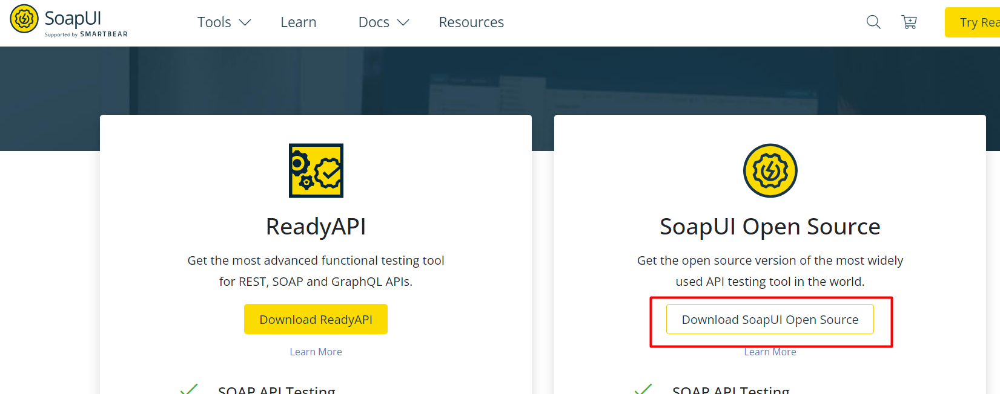 SoapUI
Supported by SMARTBEAR
Tools
Learn
Docs
Resources
Try Rea
ReadyAPI
Get the most advanced functional testing tool
for REST, SOAP and GraphQL APIs.
Download ReadyAPI
Learn More
SOAP API Testing
SoapUI Open Source
Get the open source version of the most widely
used API testing tool in the world.
Download SoapUI Open Source
Learn More
SOAP API Testing